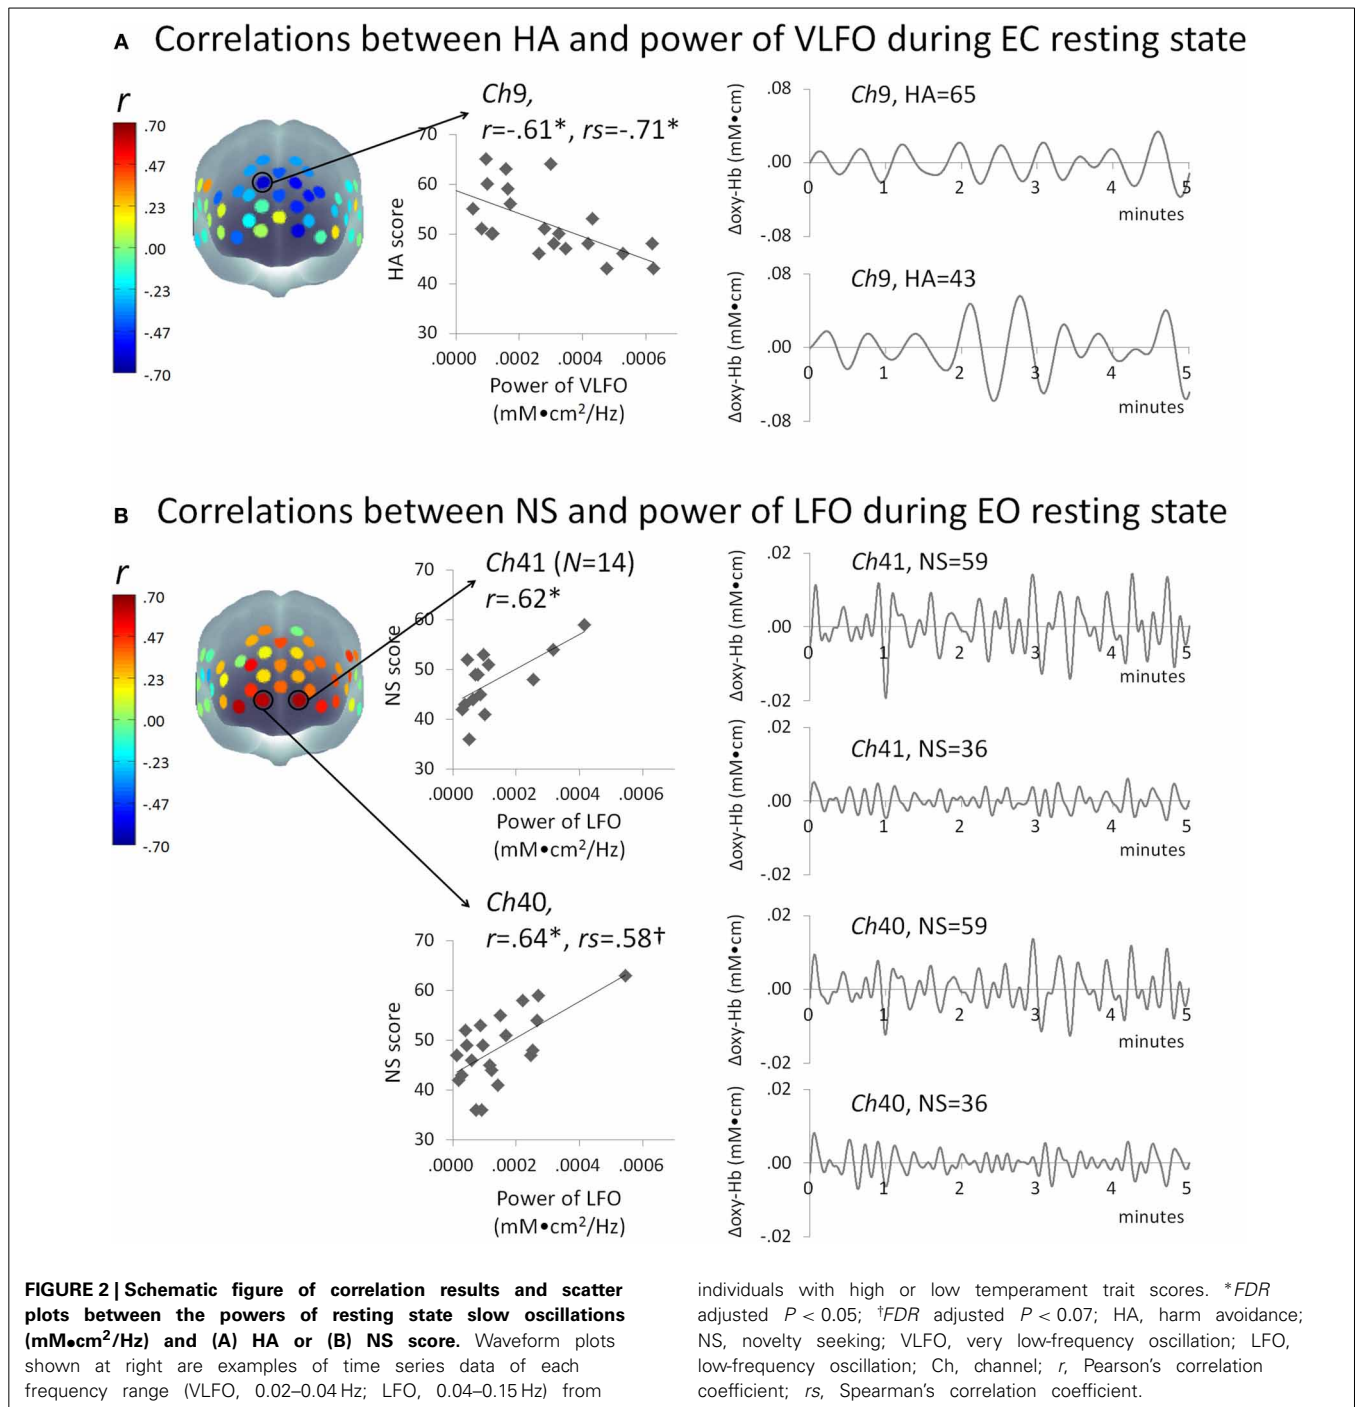 A Correlations between HA and power of VLFO during EC resting state
r
.70
.47
.23
.00
-.23
-.47
-.70
Ch9,
r=-.61*, rs=-.71*
70
60
50
40
30
HA score
.0000 .0002 .0004 .0006
Power of VLFO
(mM•cm²/Hz)
Ch9, HA=65
Δoxy-Hb (mM•cm)
.08
.00
-.08
0 1 2 3 4 5
minutes
Ch9, HA=43
Δoxy-Hb (mM•cm)
.08
.00
-.08
0 1 2 3 4 5
minutes
B Correlations between NS and power of LFO during EO resting state
r
.70
.47
.23
.00
-.23
-.47
-.70
Ch41 (N=14)
r=.62*
70
60
50
40
30
NS score
.0000 .0002 .0004 .0006
Power of LFO
(mM•cm²/Hz)
Ch40,
r=.64*, rs=.58†
70
60
50
40
30
NS score
.0000 .0002 .0004 .0006
Power of LFO
(mM•cm²/Hz)
Ch41, NS=59
Δoxy-Hb (mM•cm)
.02
.00
-.02
0 1 2 3 4 5
minutes
Ch41, NS=36
Δoxy-Hb (mM•cm)
.02
.00
-.02
0 1 2 3 4 5
minutes
Ch40, NS=59
Δoxy-Hb (mM•cm)
.02
.00
-.02
0 1 2 3 4 5
minutes
Ch40, NS=36
Δoxy-Hb (mM•cm)
.02
.00
-.02
0 1 2 3 4 5
minutes
FIGURE 2 | Schematic figure of correlation results and scatter
plots between the powers of resting state slow oscillations
(mM•cm²/Hz) and (A) HA or (B) NS score. Waveform plots
shown at right are examples of time series data of each
frequency range (VLFO, 0.02–0.04 Hz; LFO, 0.04–0.15 Hz) from
individuals with high or low temperament trait scores. *FDR
adjusted P < 0.05; †FDR adjusted P < 0.07; HA, harm avoidance;
NS, novelty seeking; VLFO, very low-frequency oscillation; LFO,
low-frequency oscillation; Ch, channel; r, Pearson's correlation
coefficient; rs, Spearman's correlation coefficient.